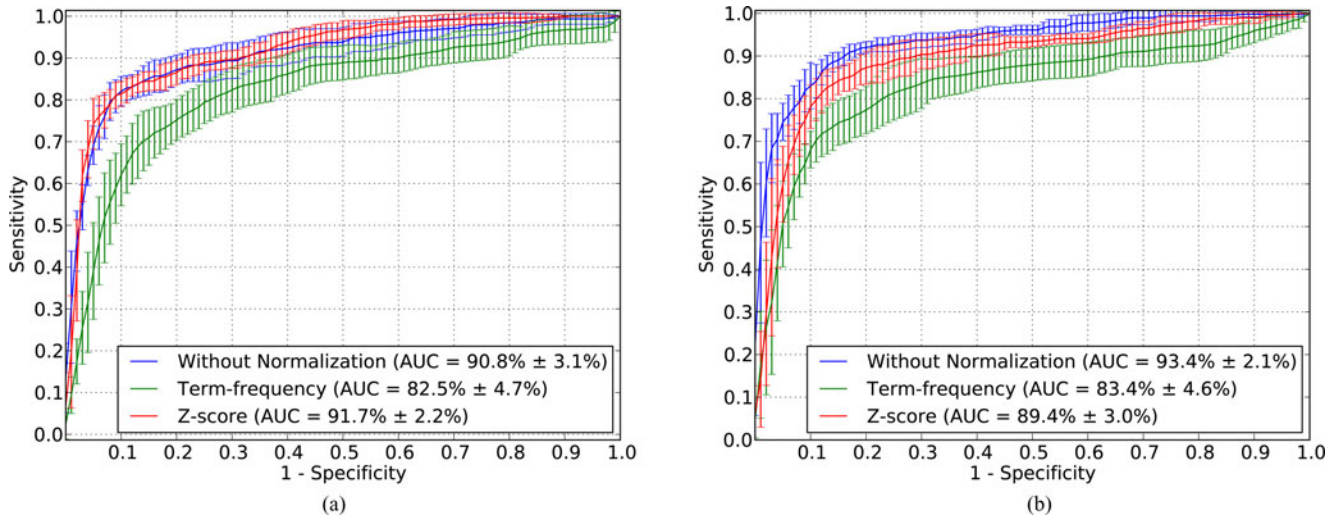 1.0
0.9
0.8
0.7
0.6
0.5
0.4
0.3
0.2
0.1
0.0
Sensitivity
Without Normalization (AUC = 90.8% ± 3.1%)
Term-frequency (AUC = 82.5% ± 4.7%)
Z-score (AUC = 91.7% ± 2.2%)
0.1 0.2 0.3 0.4 0.5 0.6 0.7 0.8 0.9 1.0
1 - Specificity
(a)
1.0
0.9
0.8
0.7
0.6
0.5
0.4
0.3
0.2
0.1
0.0
Sensitivity
Without Normalization (AUC = 93.4% ± 2.1%)
Term-frequency (AUC = 83.4% ± 4.6%)
Z-score (AUC = 89.4% ± 3.0%)
0.1 0.2 0.3 0.4 0.5 0.6 0.7 0.8 0.9 1.0
1 - Specificity
(b)